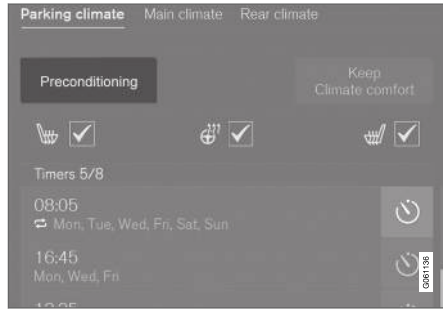 Parking climate Main climate Rear climate
Preconditioning
Keep
Climate comfort
Timers 5/8
08:05
Mon, Tue, Wed, Fri, Sat, Sun
16:45
Mon, Wed, Fri
G061136